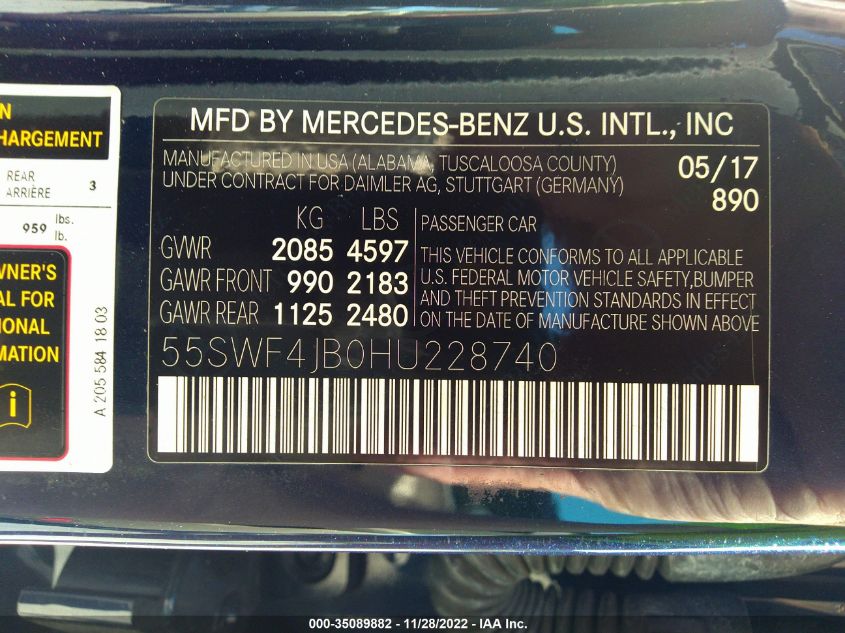 N
HARGEMENT
REAR
ARRIÈRE 3
959 lbs.
lb.
WNER'S
AL FOR
IONAL
MATION
i
A 205 584 18 03
MFD BY MERCEDES-BENZ U.S. INTL., INC
MANUFACTURED IN USA (ALABAMA, TUSCALOOSA COUNTY) 05/17
UNDER CONTRACT FOR DAIMLER AG, STUTTGART (GERMANY) 890
KG LBS
GVWR 2085 4597
GAWR FRONT 990 2183
GAWR REAR 1125 2480
PASSENGER CAR
THIS VEHICLE CONFORMS TO ALL APPLICABLE
U.S. FEDERAL MOTOR VEHICLE SAFETY,BUMPER
AND THEFT PREVENTION STANDARDS IN EFFECT
ON THE DATE OF MANUFACTURE SHOWN ABOVE
55SWF4JB0HU228740
000-35089882 - 11/28/2022 - IAA Inc.